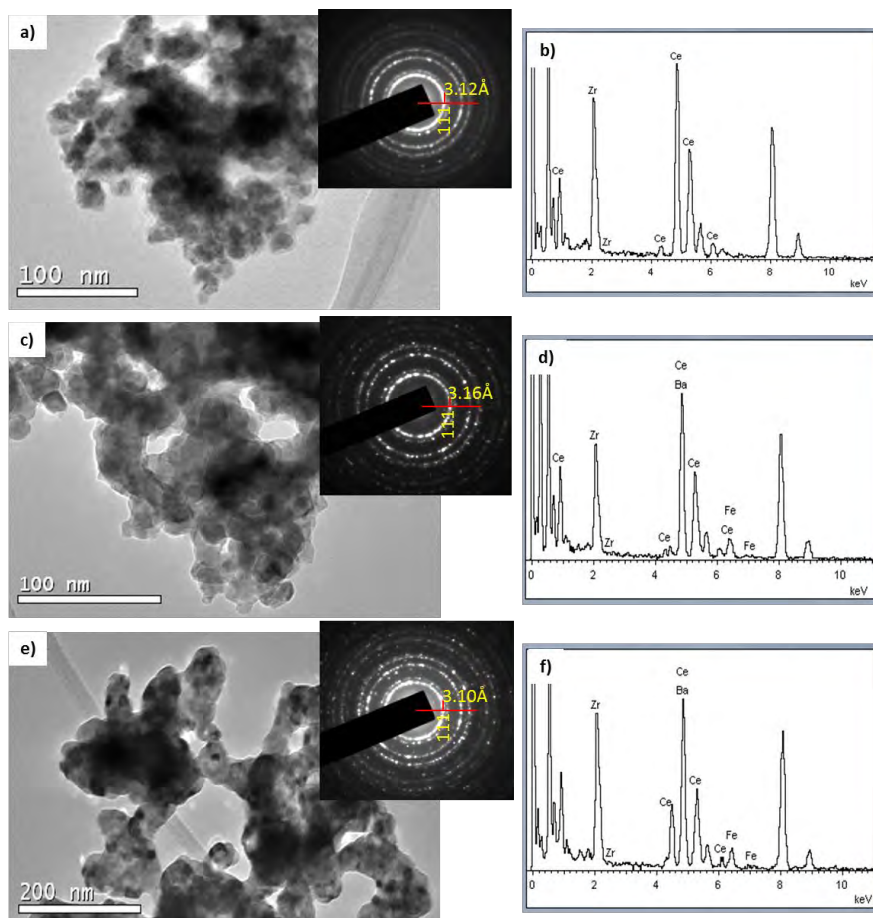 a)
3.12Å
111
100 nm
b)
Ce
Zr
Ce
Ce
Zr
Ce
Ce
0 2 4 6 8 10
keV
c)
3.16Å
111
100 nm
d)
Ce
Ba
Zr
Ce
Ce
Fe
Ce
Ce
Fe
Zr
0 2 4 6 8 10
keV
e)
3.10Å
111
200 nm
f)
Ce
Ba
Zr
Ce
Ce
Fe
Ce
Fe
Zr
0 2 4 6 8 10
keV